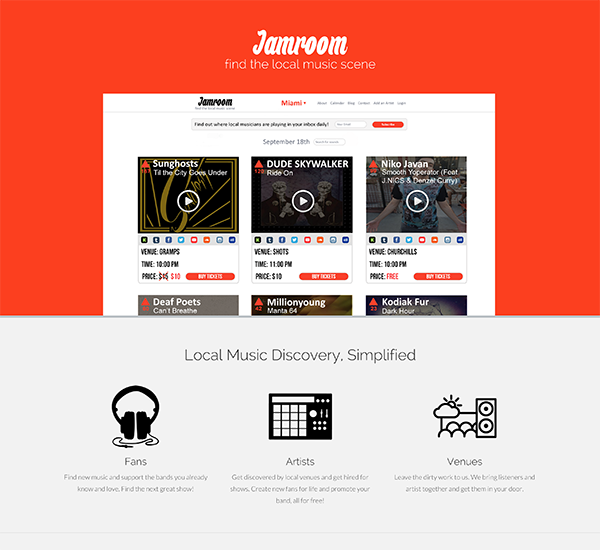 Jamroom
find the local music scene
Jamroom
find the local music scene
Miami
About Calendar Blog Contact Add an Artist Login
Find out where local musicians are playing in your inbox daily!
September 18th
Sunghosts
Til the City Goes Under
DUDE SKYWALKER
Ride On
Niko Javan
Smooth Yoperator (Feat.
J.NICS & Denzel Curry)
VENUE: GRAMPS
TIME: 10:00 PM
PRICE: $15 $10 BUY TICKETS
VENUE: SHOTS
TIME: 11:00 PM
PRICE: $10 BUY TICKETS
VENUE: CHURCHILLS
TIME: 10:00 PM
PRICE: FREE BUY TICKETS
Deaf Poets
Can't Breathe
Millionyoung
42 Manta 64
Kodiak Fur
Dark Hour
Local Music Discovery, Simplified
Fans
Find new music and support the bands you already
know and love. Find the next great show!
Artists
Get discovered by local venues and get hired for
shows. Create new fans for life and promote your
band, all for free!
Venues
Leave the dirty work to us. We bring listeners and
artist together and get them in your door.